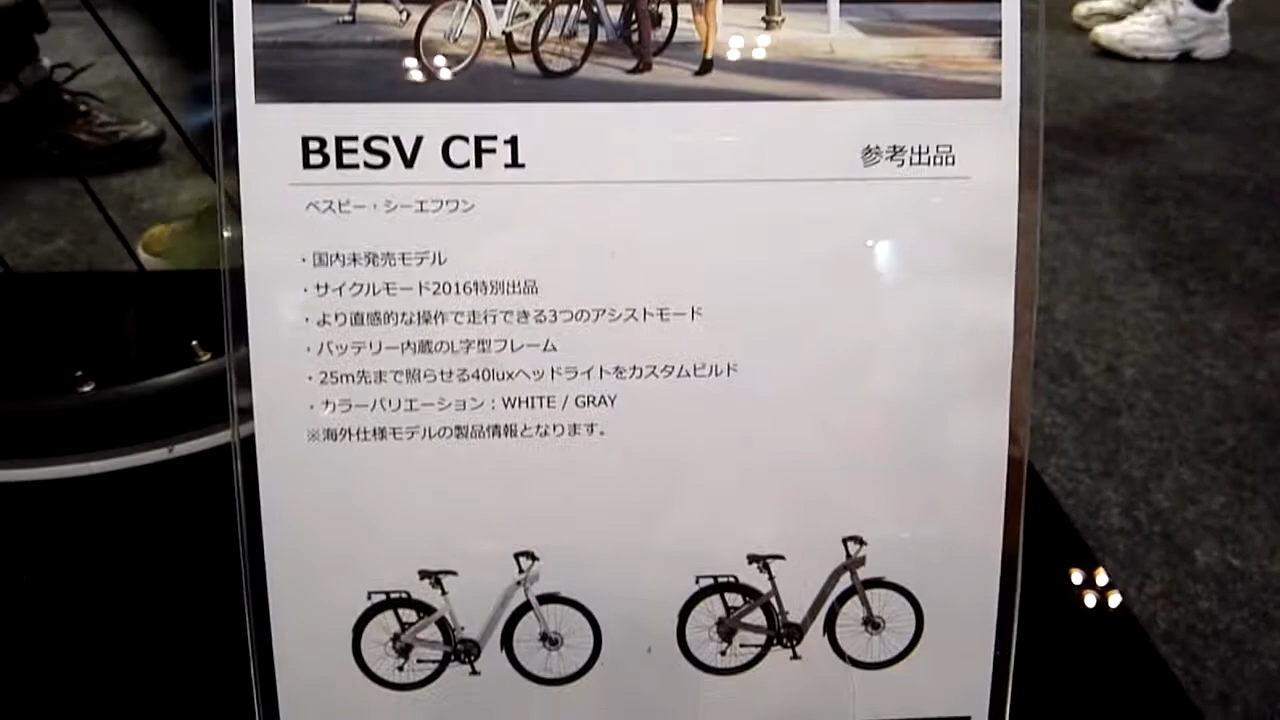 BESV CF1 参考出品
ベスビー・シーエフワン
・国内未発売モデル
・サイクルモード2016特別出品
・より直感的な操作で走行できる3つのアシストモード
・バッテリー内蔵のL字型フレーム
・25m先まで照らせる40luxヘッドライトをカスタムビルド
・カラーバリエーション：WHITE / GRAY
※海外仕様モデルの製品情報となります。